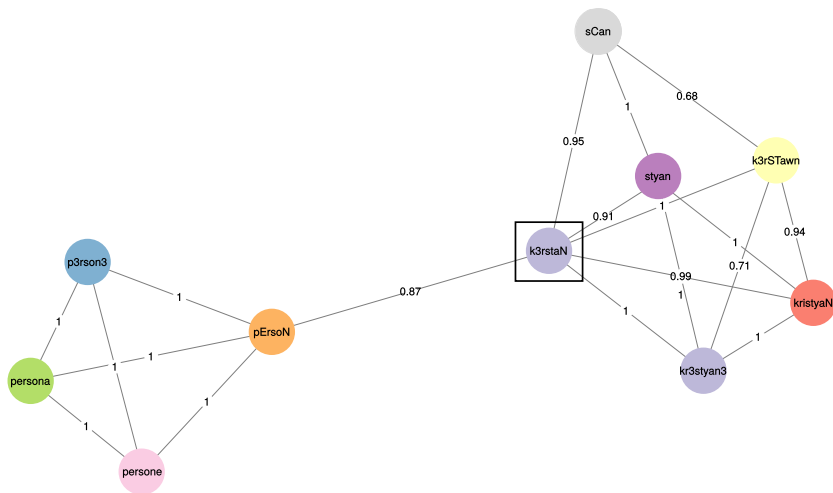 sCan
0.68
1
0.95
k3rSTawn
styan
1
0.91
0.94
1
k3rstaN
p3rson3
0.71
0.99
0.87
1
1
kristyaN
1
1
pErsoN
1
1
1
kr3styan3
persona
1
1
persone